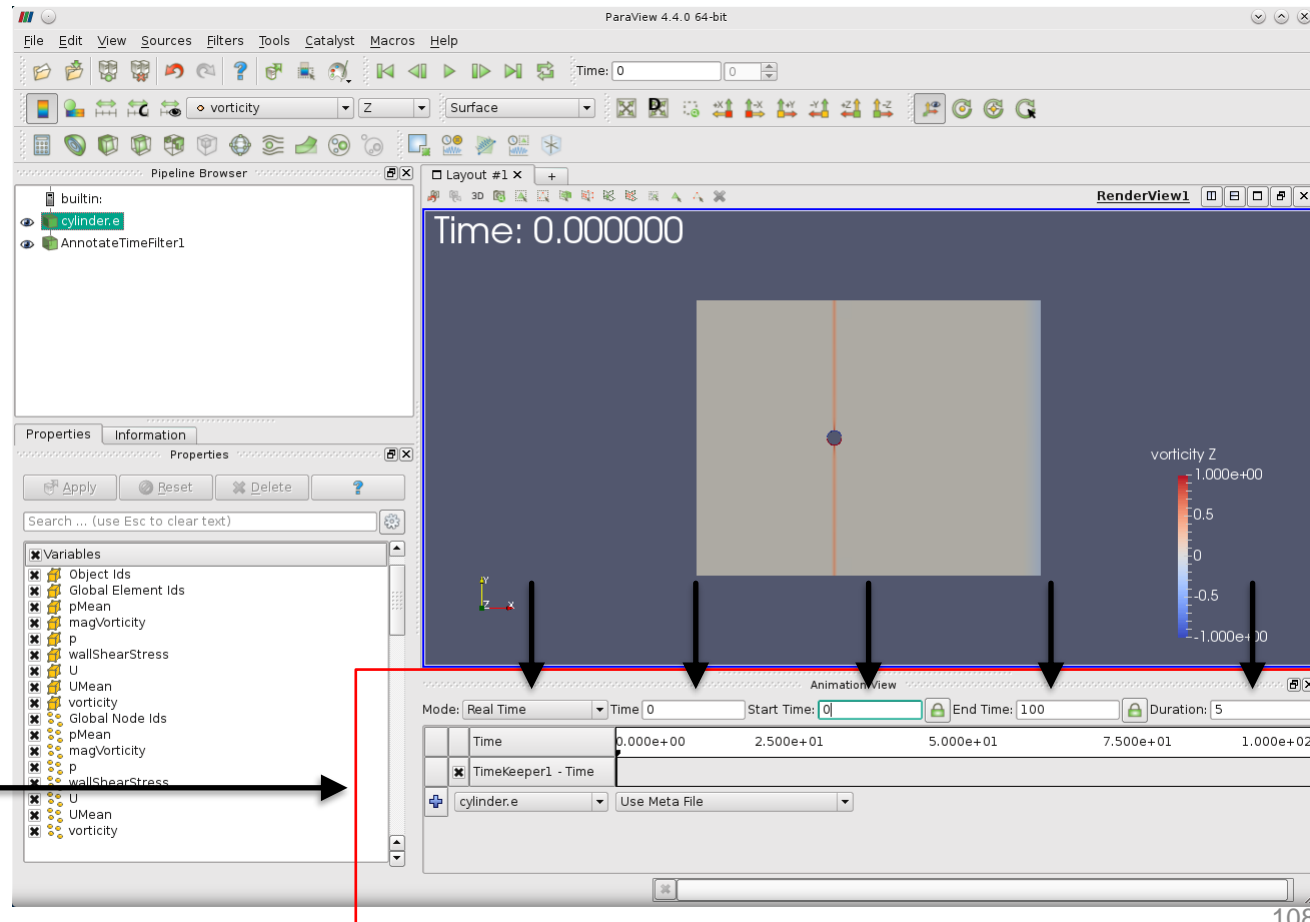 ParaView 4.4.0 64-bit
File Edit View Sources Filters Tools Catalyst Macros Help
Time: 0 0
vorticity Z Surface
Pipeline Browser
builtin:
cylinder.e
AnnotateTimeFilter1
Properties Information
Properties
Apply Reset Delete ?
Search ... (use Esc to clear text)
Variables
Object Ids
Global Element Ids
pMean
magVorticity
p
wallShearStress
U
UMean
vorticity
Global Node Ids
pMean
magVorticity
p
wallShearStress
U
UMean
vorticity
Layout #1 +
3D RenderView1
Time: 0.000000
vorticity Z
1.000e+00
0.5
0
-0.5
-1.000e+00
Y
Z X
Animation View
Mode: Real Time Time 0 Start Time: 0 End Time: 100 Duration: 5
Time 0.000e+00 2.500e+01 5.000e+01 7.500e+01 1.000e+02
TimeKeeper1 - Time
cylinder.e Use Meta File
108